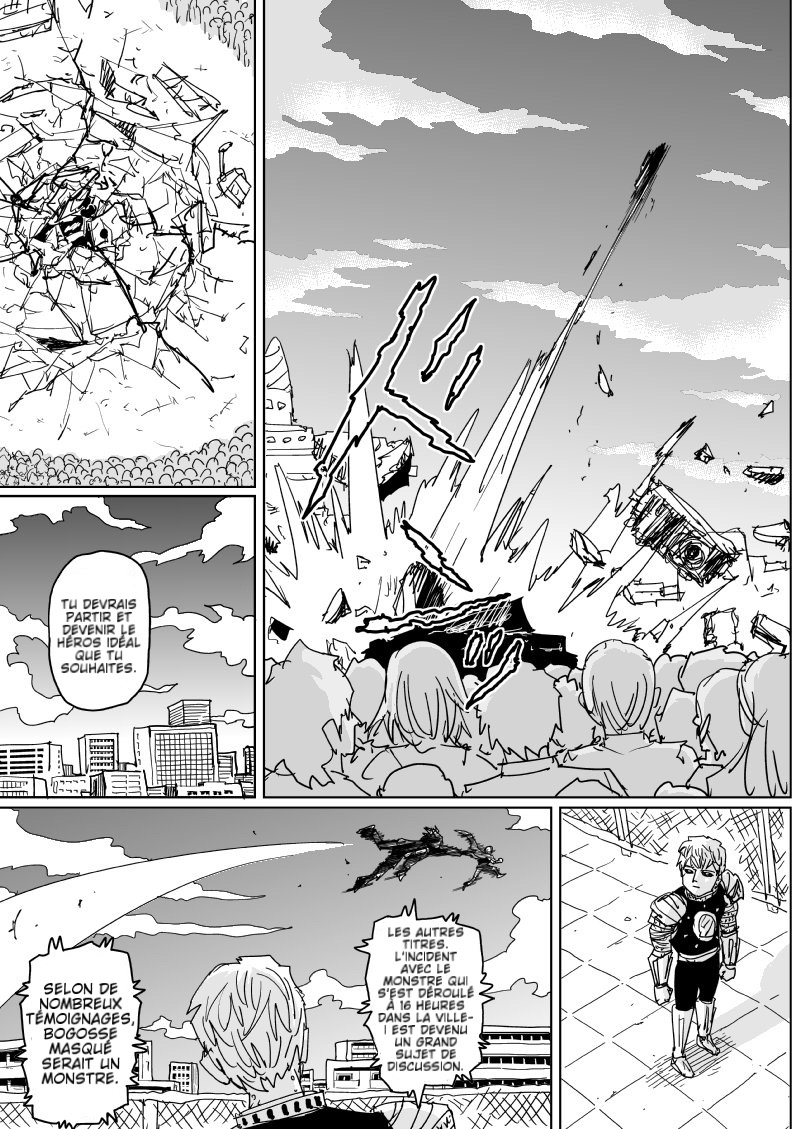 TU DEVRAIS
PARTIR ET
DEVENIR LE
HÉROS IDÉAL
QUE TU
SOUHAITES.
LES AUTRES
TITRES.
L'INCIDENT
AVEC LE
MONSTRE QUI
S'EST DÉROULÉ
À 16 HEURES
DANS LA VILLE-
I EST DEVENU
UN GRAND
SUJET DE
DISCUSSION.
SELON DE
NOMBREUX
TÉMOIGNAGES,
BOGOSSE
MASQUÉ
SERAIT UN
MONSTRE.